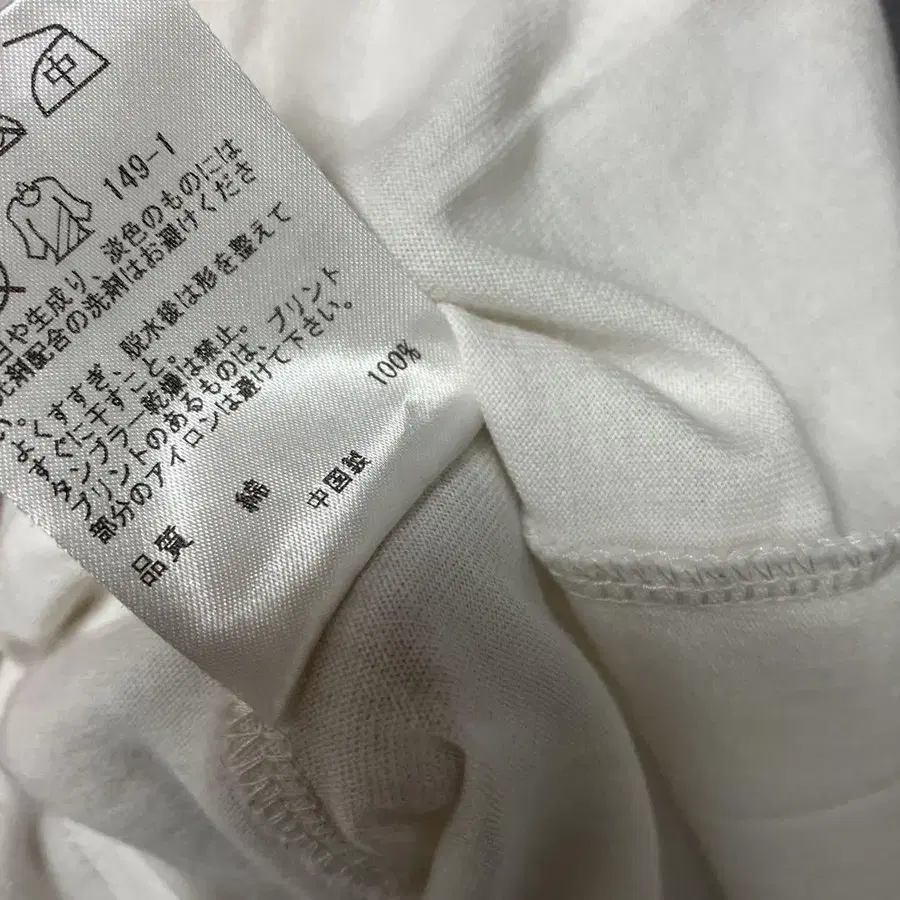 中
149-1
白や生成り、淡色のものには
洗剤配合の洗剤はお避けくださ
い。
よくすすぎ、脱水後は形を整えて
すぐに干すこと。
タンブラー乾燥は禁止。
プリントのあるものは、プリント
部分のアイロンは避けて下さい。
品質 綿 100%
中国製